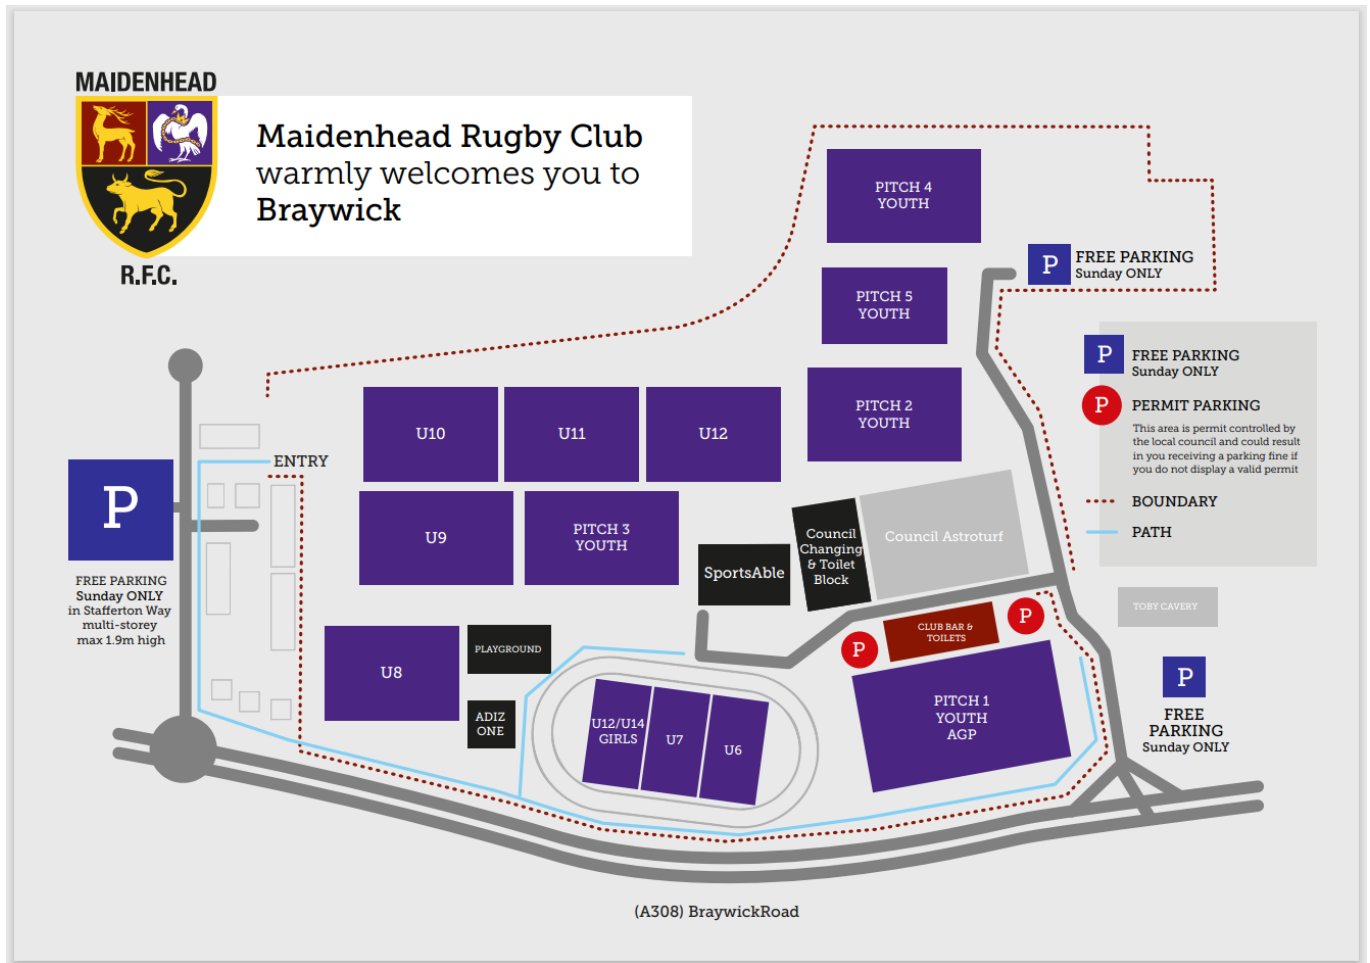 MAIDENHEAD
R.F.C.
Maidenhead Rugby Club
warmly welcomes you to
Braywick
PITCH 4
YOUTH
P
FREE PARKING
Sunday ONLY
PITCH 5
YOUTH
P
FREE PARKING
Sunday ONLY
P
PERMIT PARKING
This area is permit controlled by
the local council and could result
in you receiving a parking fine if
you do not display a valid permit
BOUNDARY
PATH
PITCH 2
YOUTH
U10
U11
U12
ENTRY
P
FREE PARKING
Sunday ONLY
in Stafferton Way
multi-storey
max 1.9m high
U9
PITCH 3
YOUTH
SportsAble
Council
Changing
& Toilet
Block
Council Astroturf
TOBY CAVERY
P
CLUB BAR &
TOILETS
P
U8
PLAYGROUND
ADIZ
ONE
U12/U14
GIRLS
U7
U6
PITCH 1
YOUTH
AGP
P
FREE
PARKING
Sunday ONLY
(A308) BraywickRoad